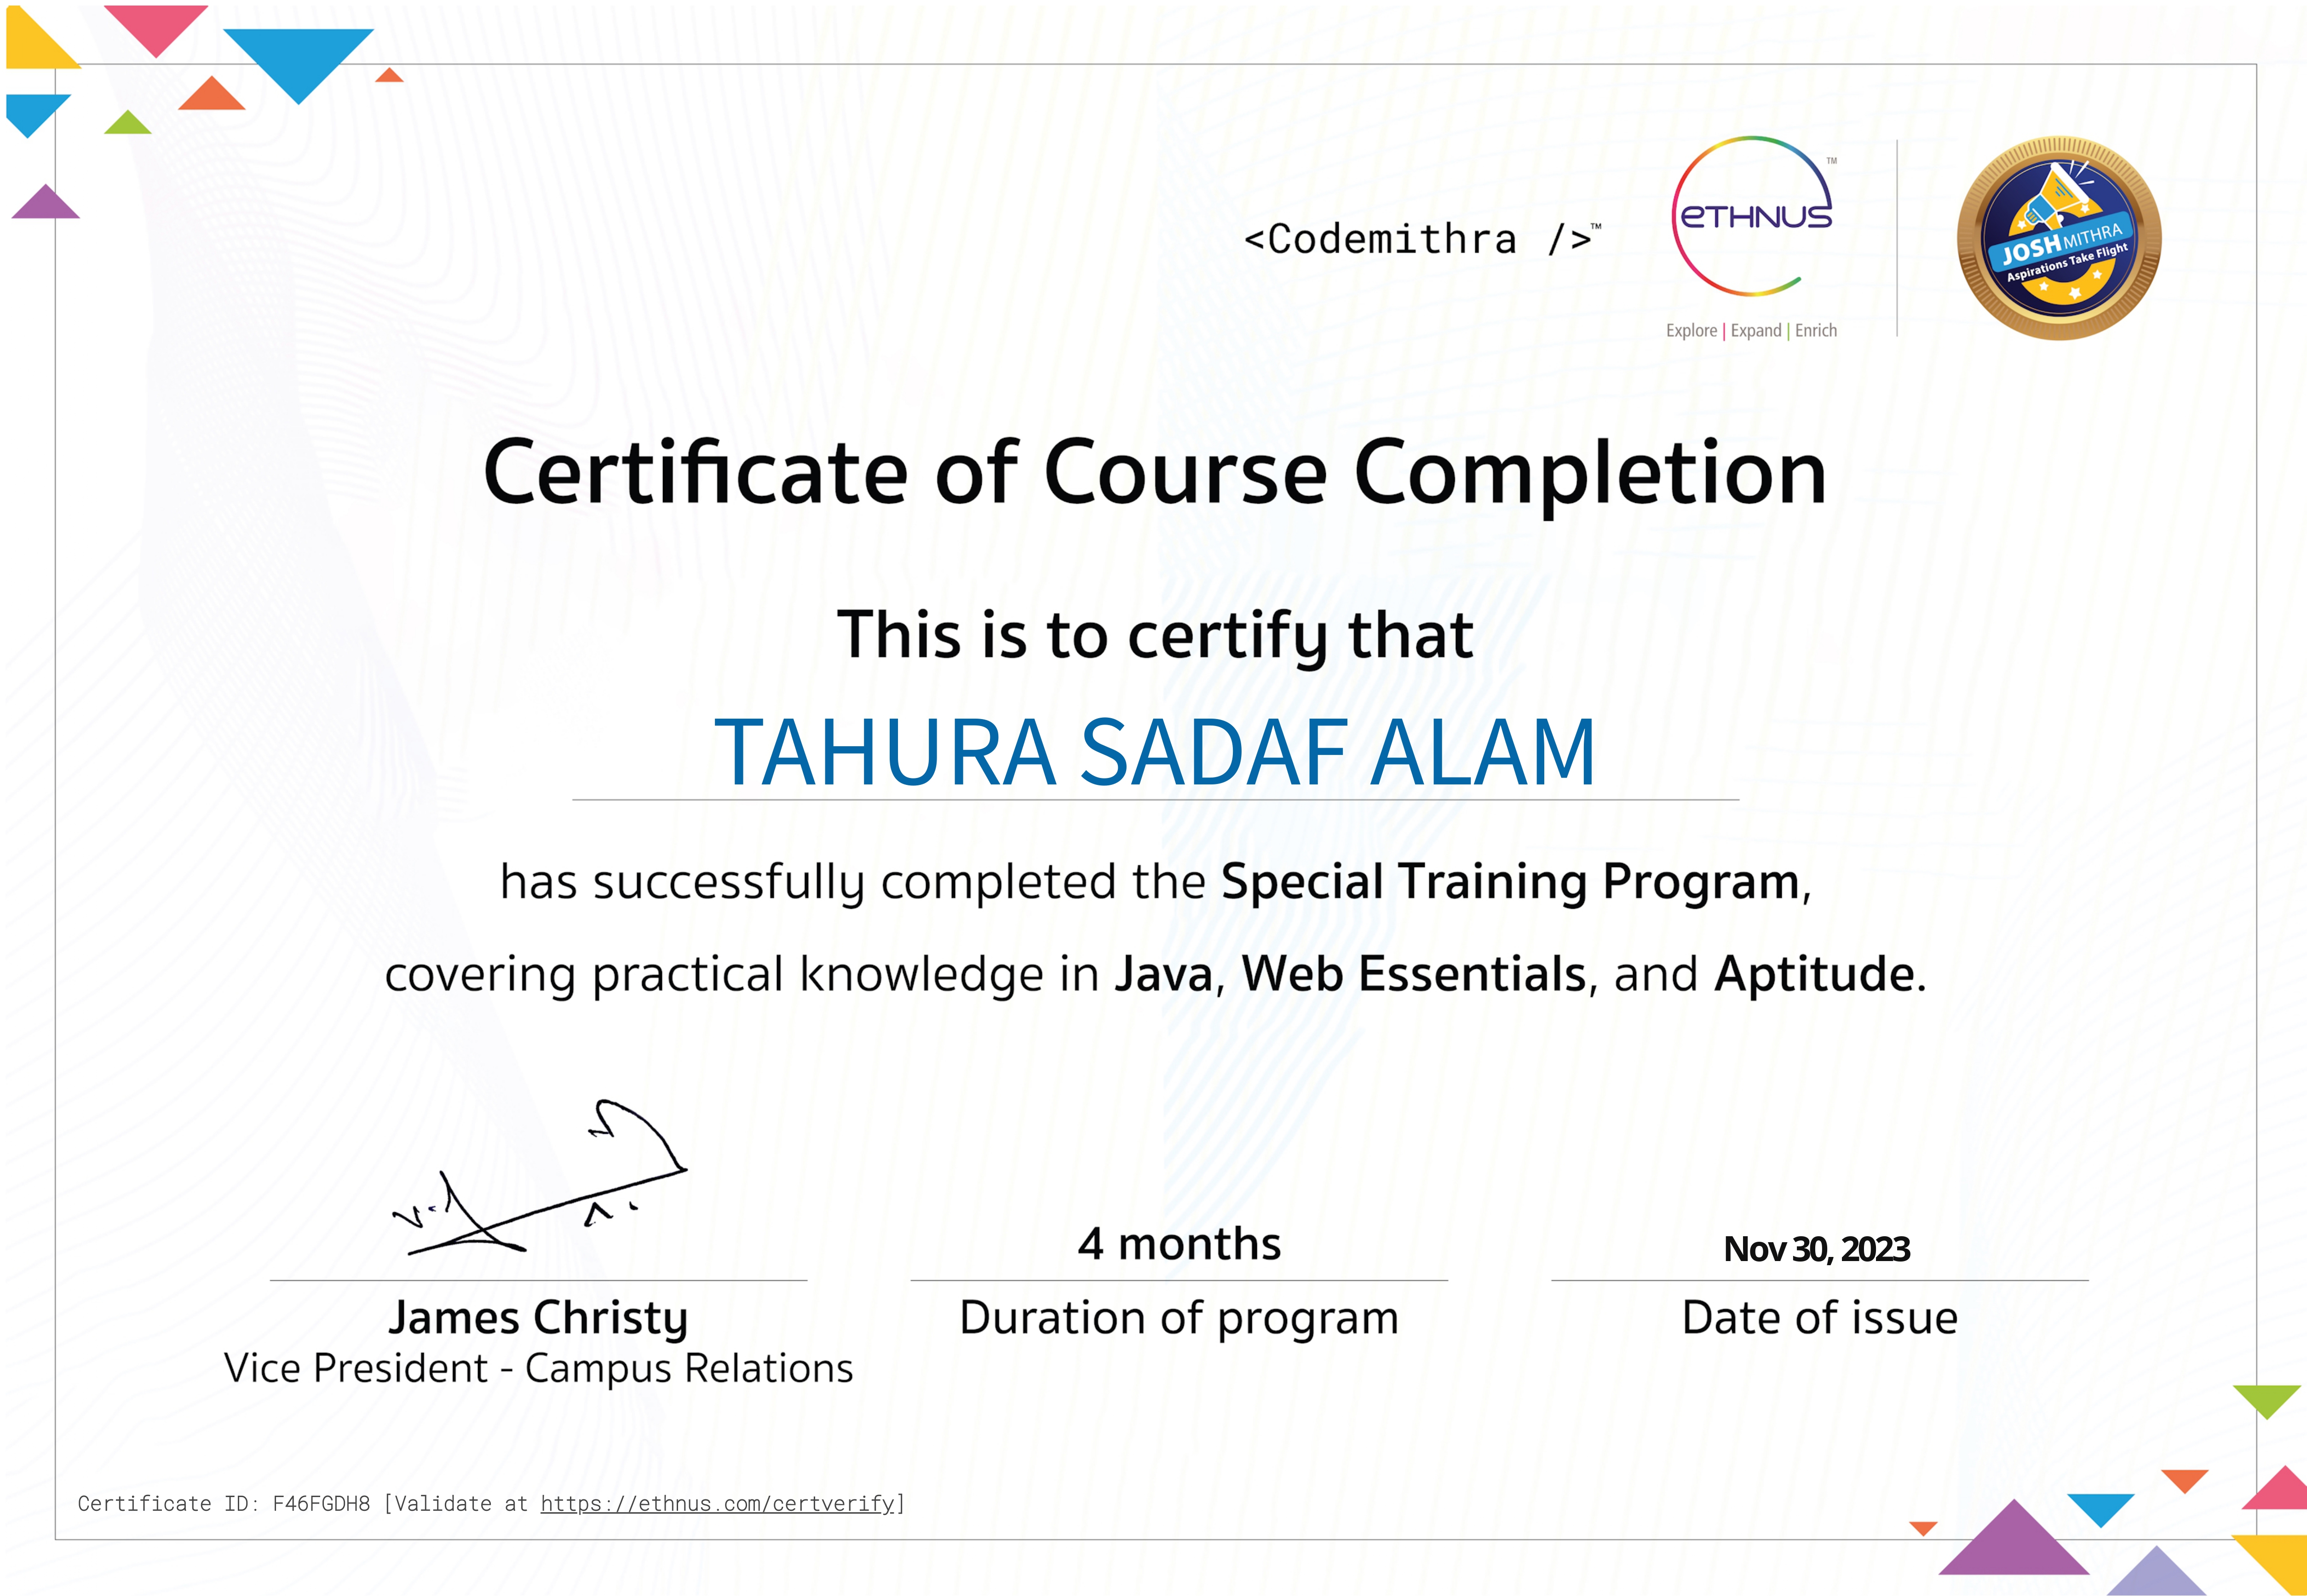 <Codemithra />™
eTHNUS™
Explore | Expand | Enrich
JOSHMITHRA
Aspirations Take Flight
Certificate of Course Completion
This is to certify that
TAHURA SADAF ALAM
has successfully completed the Special Training Program,
covering practical knowledge in Java, Web Essentials, and Aptitude.
4 months
Nov 30, 2023
James Christy
Duration of program
Date of issue
Vice President - Campus Relations
Certificate ID: F46FGDH8 [Validate at https://ethnus.com/certverify]